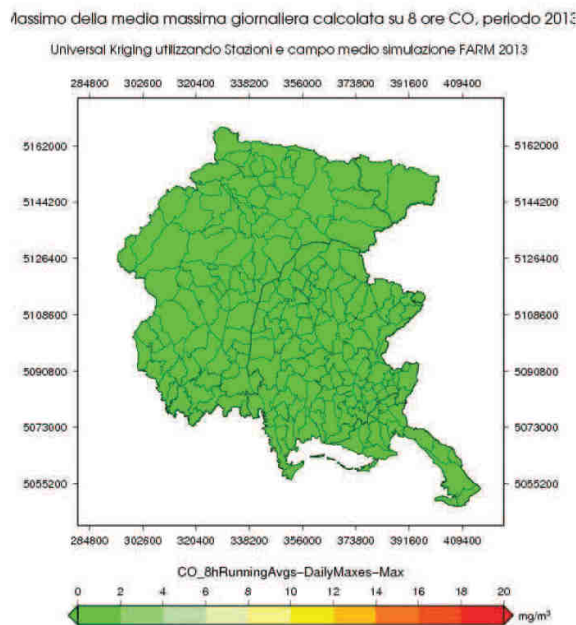 Massimo della media massima giornaliera calcolata su 8 ore CO, periodo 2013
Universal Kriging utilizzando Stazioni e campo medio simulazione FARM 2013
284800 302600 320400 338200 356000 373800 391600 409400
5162000 5162000
5144200 5144200
5126400 5126400
5108600 5108600
5090800 5090800
5073000 5073000
5055200 5055200
284800 302600 320400 338200 356000 373800 391600 409400
CO_8hRunningAvgs-DailyMaxes-Max
0 2 4 6 8 10 12 14 16 18 20
mg/m³